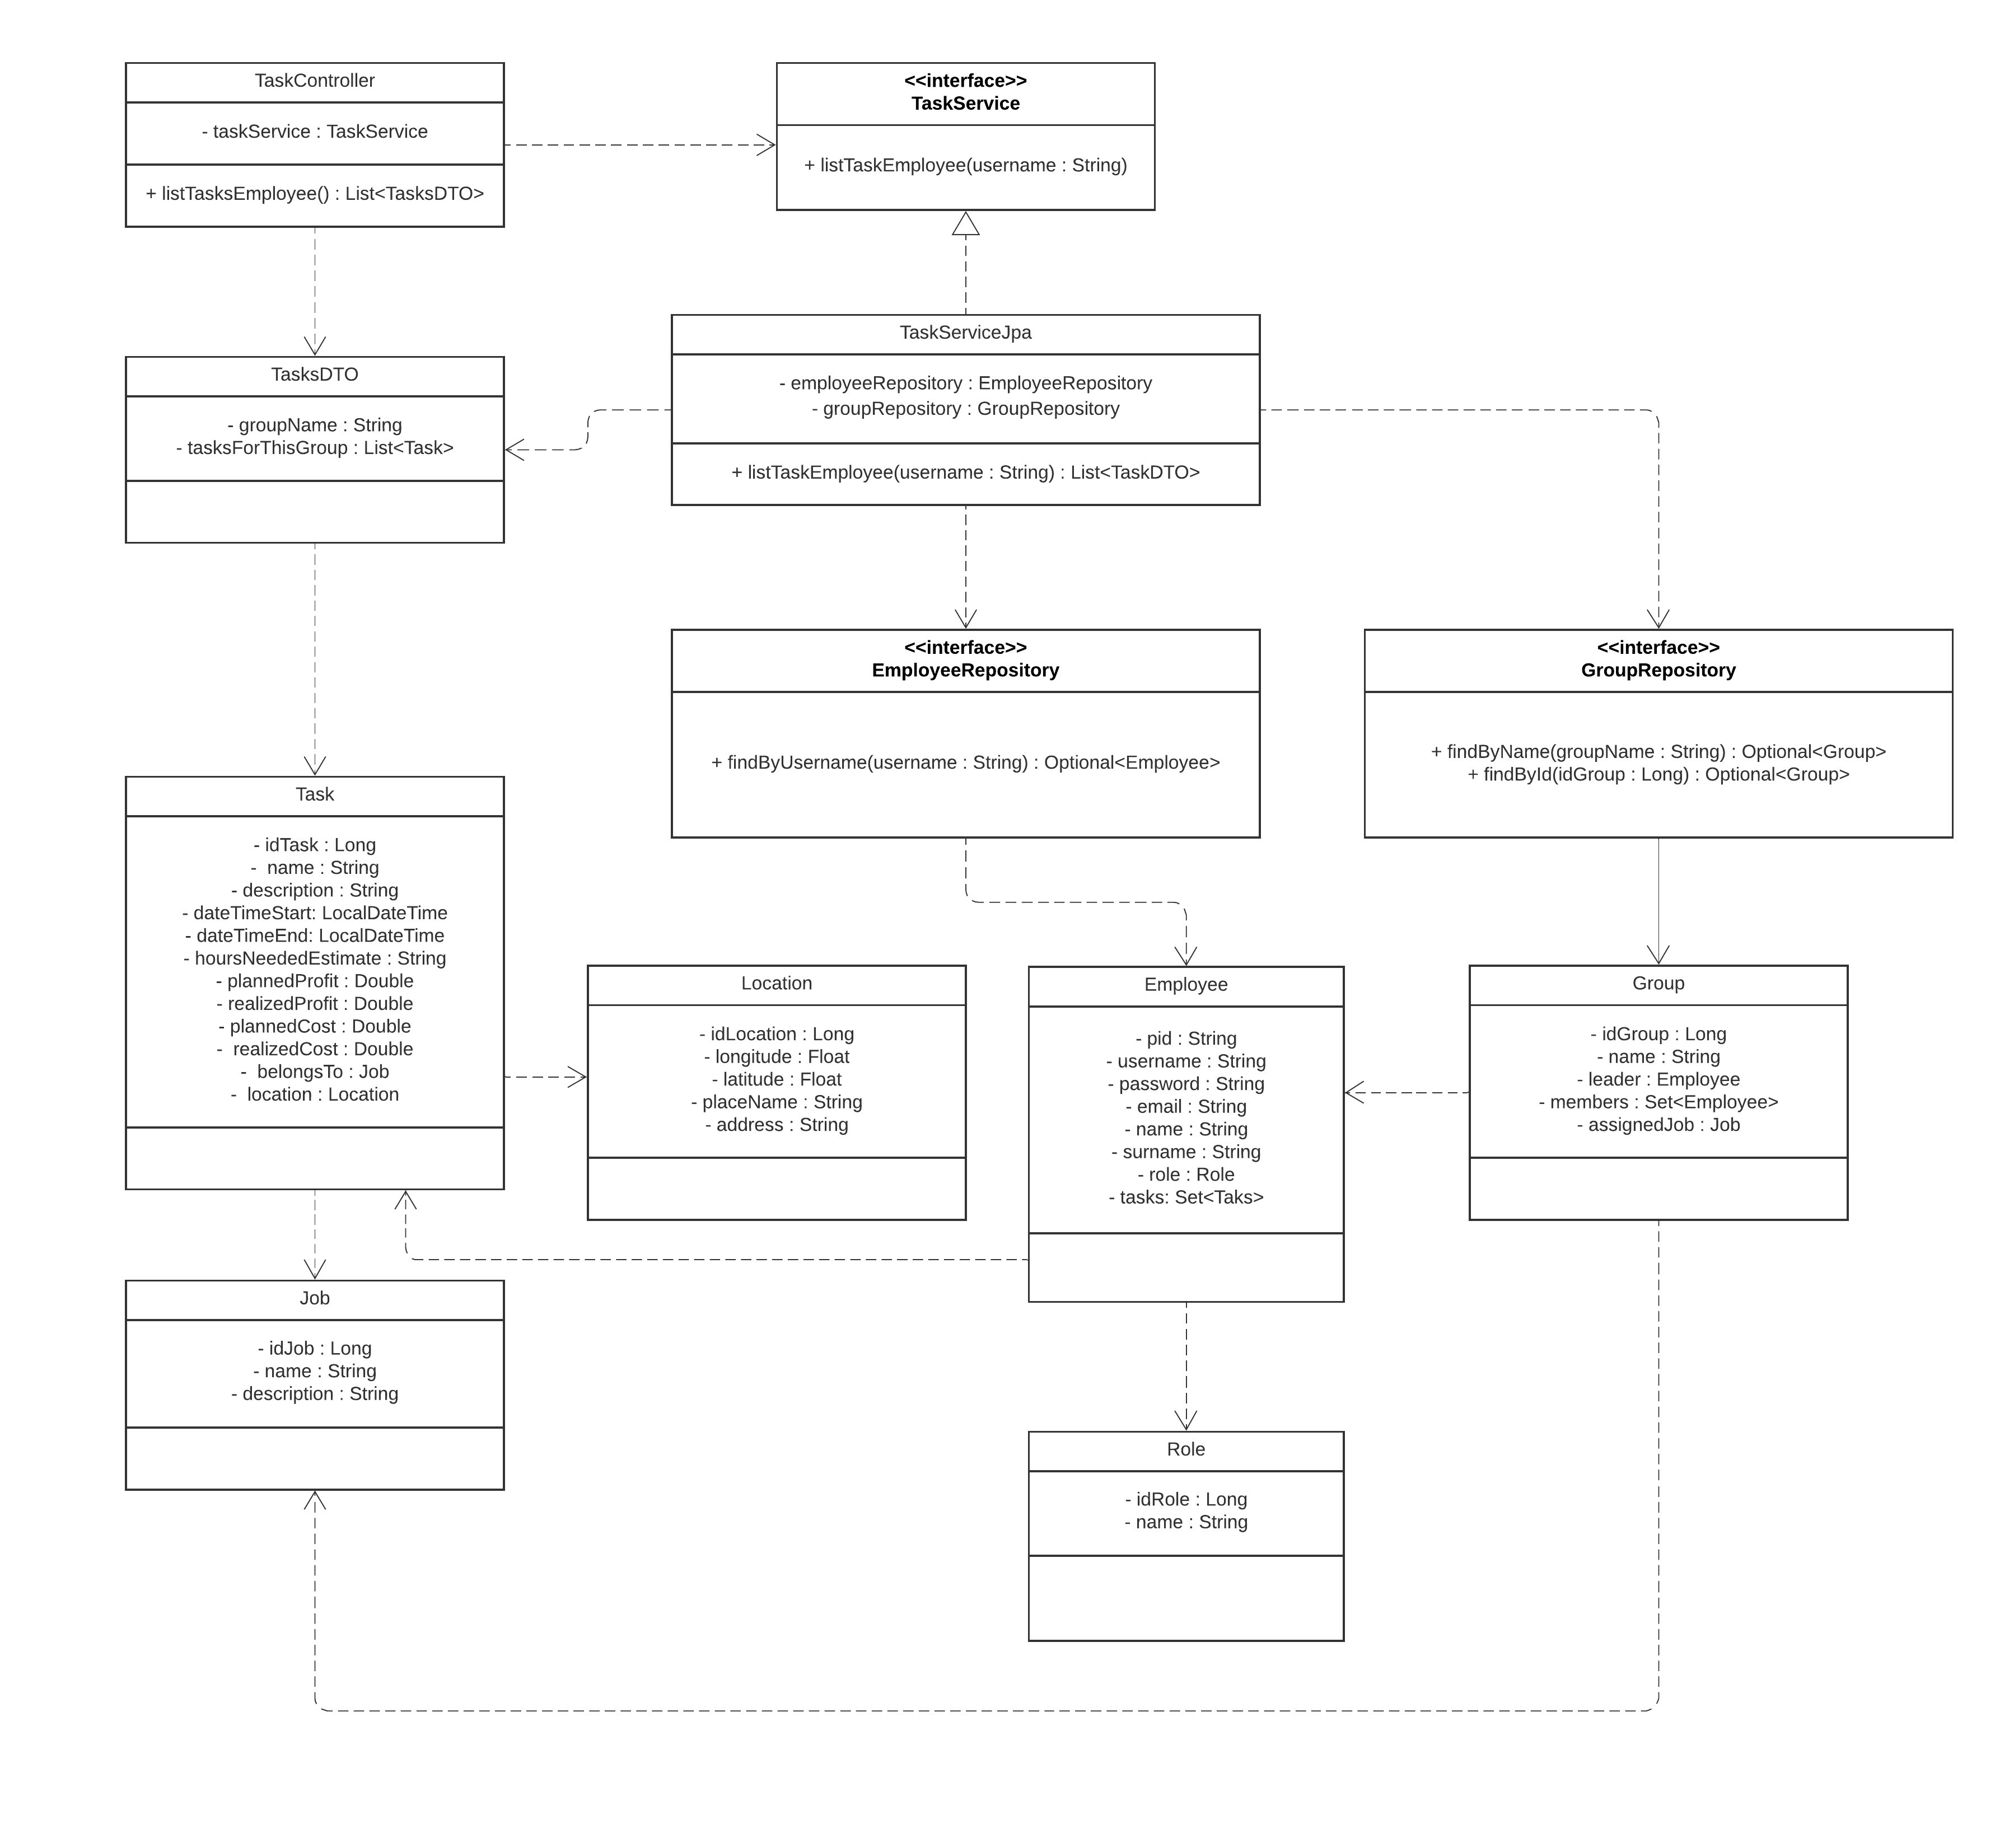 TaskController
- taskService : TaskService
+ listTasksEmployee() : List<TasksDTO>
<<interface>>
TaskService
+ listTaskEmployee(username : String)
TaskServiceJpa
- employeeRepository : EmployeeRepository
- groupRepository : GroupRepository
+ listTaskEmployee(username : String) : List<TaskDTO>
TasksDTO
- groupName : String
- tasksForThisGroup : List<Task>
<<interface>>
EmployeeRepository
+ findByUsername(username : String) : Optional<Employee>
<<interface>>
GroupRepository
+ findByName(groupName : String) : Optional<Group>
+ findById(idGroup : Long) : Optional<Group>
Task
- idTask : Long
- name : String
- description : String
- dateTimeStart: LocalDateTime
- dateTimeEnd: LocalDateTime
- hoursNeededEstimate : String
- plannedProfit : Double
- realizedProfit : Double
- plannedCost : Double
- realizedCost : Double
- belongsTo : Job
- location : Location
Location
- idLocation : Long
- longitude : Float
- latitude : Float
- placeName : String
- address : String
Employee
- pid : String
- username : String
- password : String
- email : String
- name : String
- surname : String
- role : Role
- tasks: Set<Taks>
Group
- idGroup : Long
- name : String
- leader : Employee
- members : Set<Employee>
- assignedJob : Job
Job
- idJob : Long
- name : String
- description : String
Role
- idRole : Long
- name : String